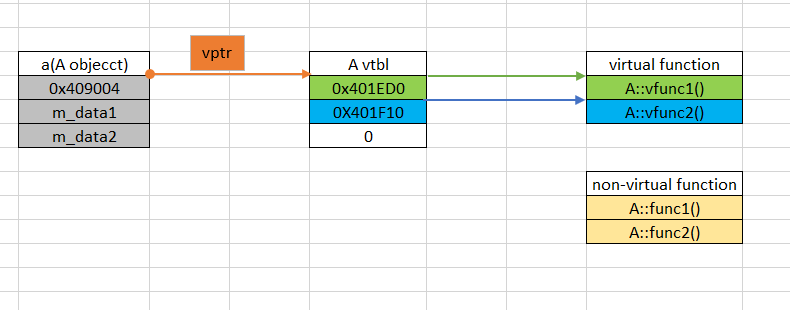 vptr
a(A objecct)
A vtbl
virtual function
0x409004
0x401ED0
A::vfunc1()
m_data1
0X401F10
A::vfunc2()
m_data2
0
non-virtual function
A::func1()
A::func2()